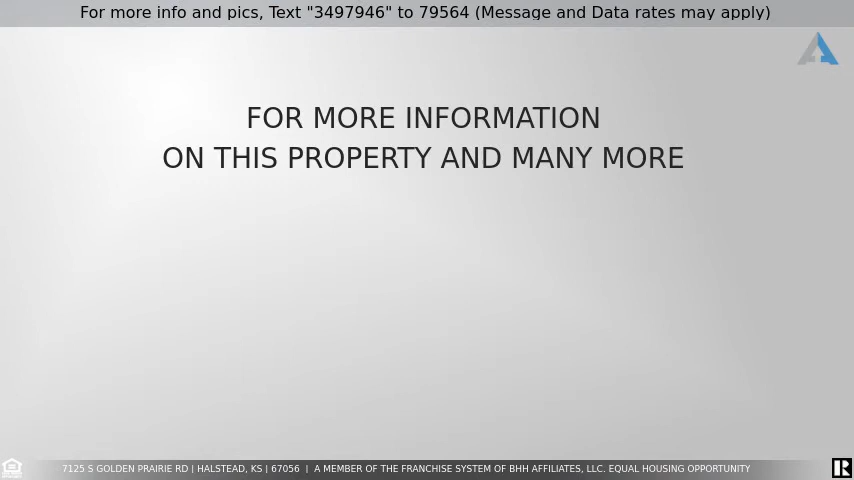 For more info and pics, Text "3497946" to 79564 (Message and Data rates may apply)
FOR MORE INFORMATION
ON THIS PROPERTY AND MANY MORE
7125 S GOLDEN PRAIRIE RD | HALSTEAD, KS | 67056 | A MEMBER OF THE FRANCHISE SYSTEM OF BHH AFFILIATES, LLC. EQUAL HOUSING OPPORTUNITY